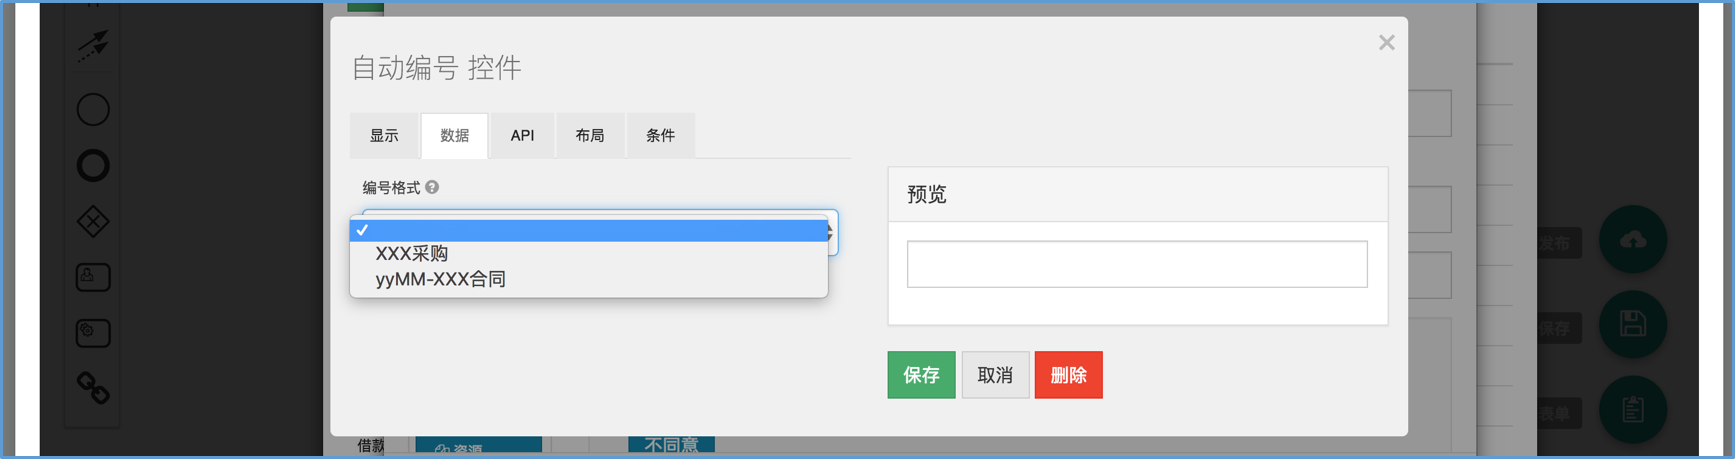 自动编号 控件
显示
数据
API
布局
条件
编号格式
XXX采购
yyMM-XXX合同
预览
保存
取消
删除
发布
保存
表单
借款
资源
不同意